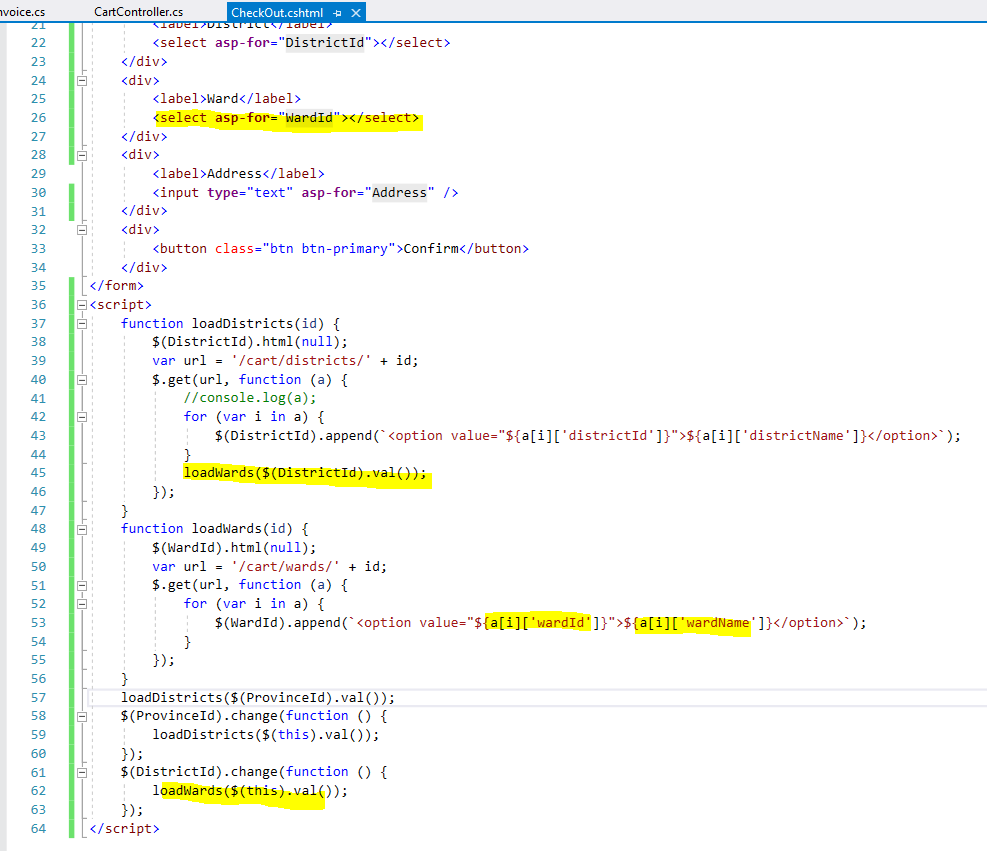 nvoice.cs CartController.cs CheckOut.cshtml
21 <label>District</label>
22 <select asp-for="DistrictId"></select>
23 </div>
24 <div>
25 <label>Ward</label>
26 <select asp-for="WardId"></select>
27 </div>
28 <div>
29 <label>Address</label>
30 <input type="text" asp-for="Address" />
31 </div>
32 <div>
33 <button class="btn btn-primary">Confirm</button>
34 </div>
35 </form>
36 <script>
37 function loadDistricts(id) {
38 $(DistrictId).html(null);
39 var url = '/cart/districts/' + id;
40 $.get(url, function (a) {
41 //console.log(a);
42 for (var i in a) {
43 $(DistrictId).append(`<option value="${a[i]['districtId']}">${a[i]['districtName']}</option>`);
44 }
45 loadWards($(DistrictId).val());
46 });
47 }
48 function loadWards(id) {
49 $(WardId).html(null);
50 var url = '/cart/wards/' + id;
51 $.get(url, function (a) {
52 for (var i in a) {
53 $(WardId).append(`<option value="${a[i]['wardId']}">${a[i]['wardName']}</option>`);
54 }
55 });
56 }
57 loadDistricts($(ProvinceId).val());
58 $(ProvinceId).change(function () {
59 loadDistricts($(this).val());
60 });
61 $(DistrictId).change(function () {
62 loadWards($(this).val());
63 });
64 </script>